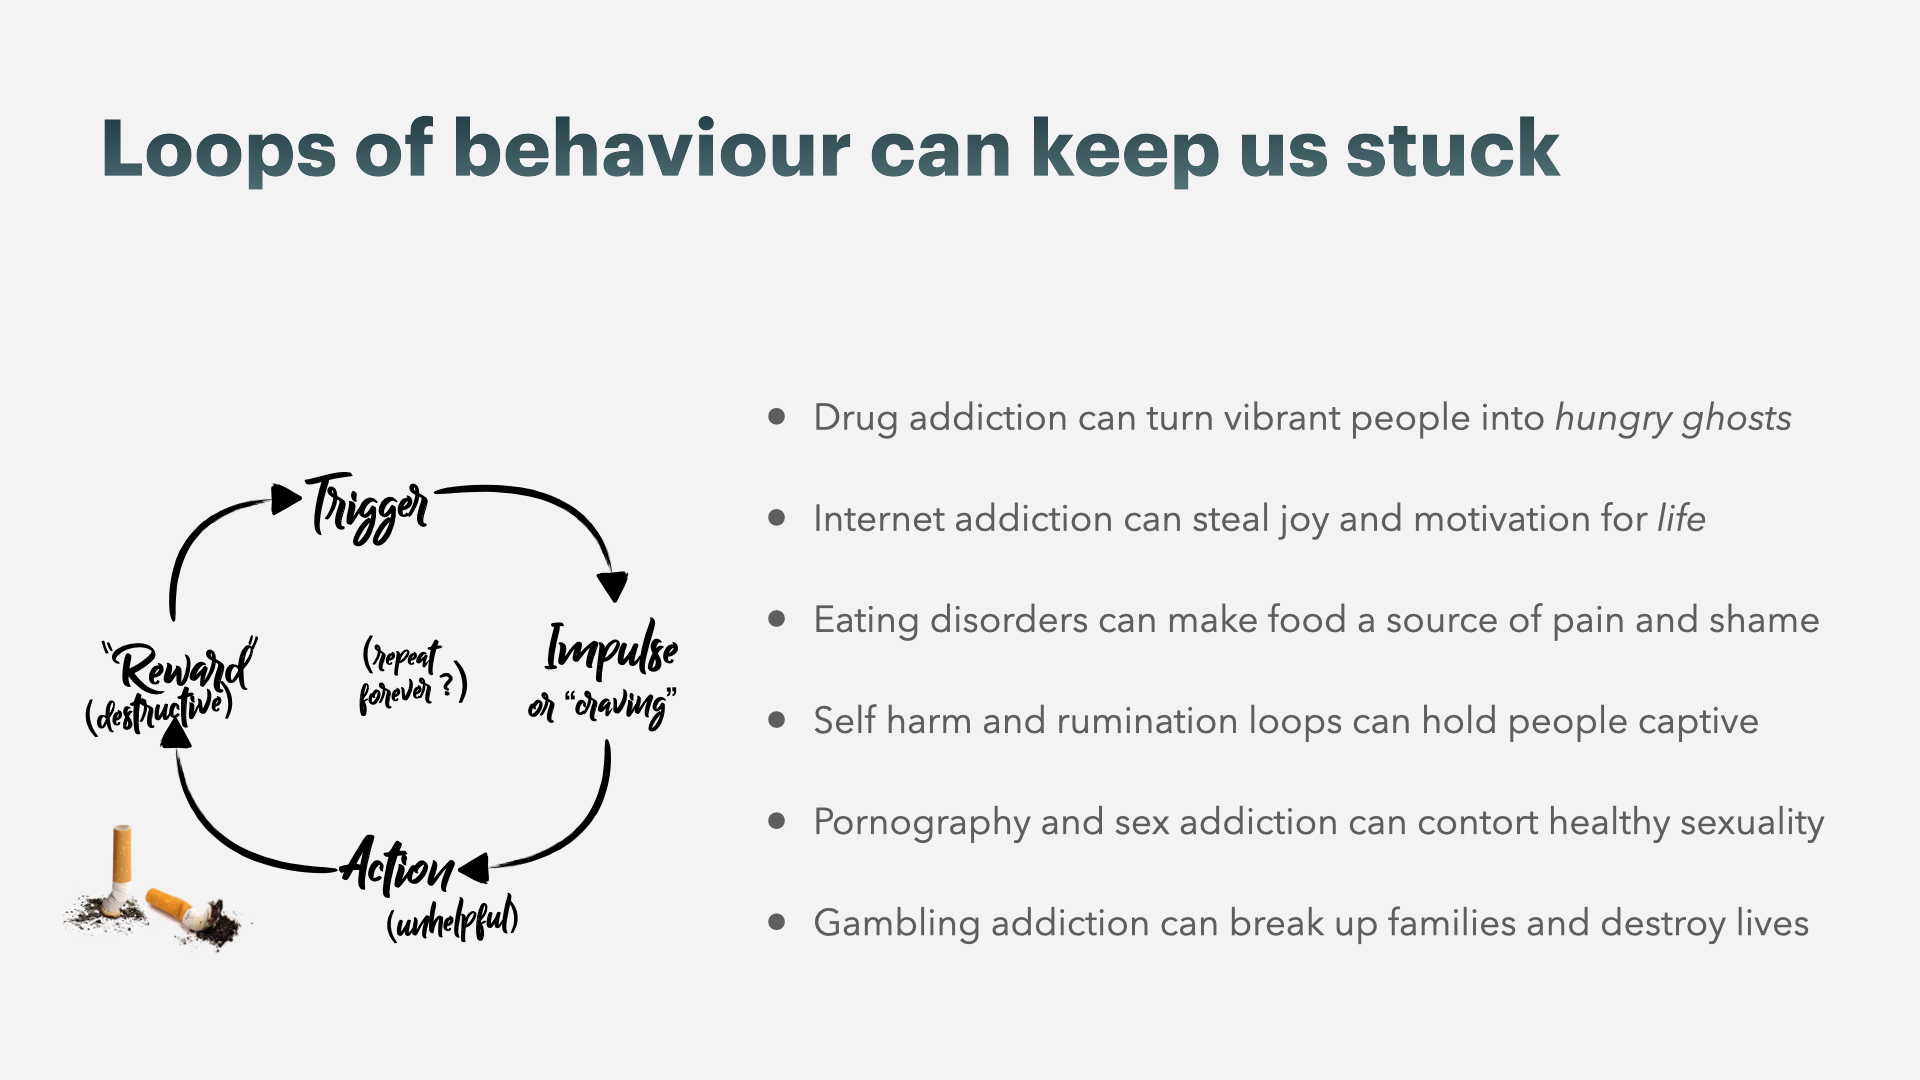 Loops of behaviour can keep us stuck
Trigger
Impulse
or “craving”
Action
(unhelpful)
"Reward"
(destructive)
(repeat
forever ?)
• Drug addiction can turn vibrant people into hungry ghosts
• Internet addiction can steal joy and motivation for life
• Eating disorders can make food a source of pain and shame
• Self harm and rumination loops can hold people captive
• Pornography and sex addiction can contort healthy sexuality
• Gambling addiction can break up families and destroy lives